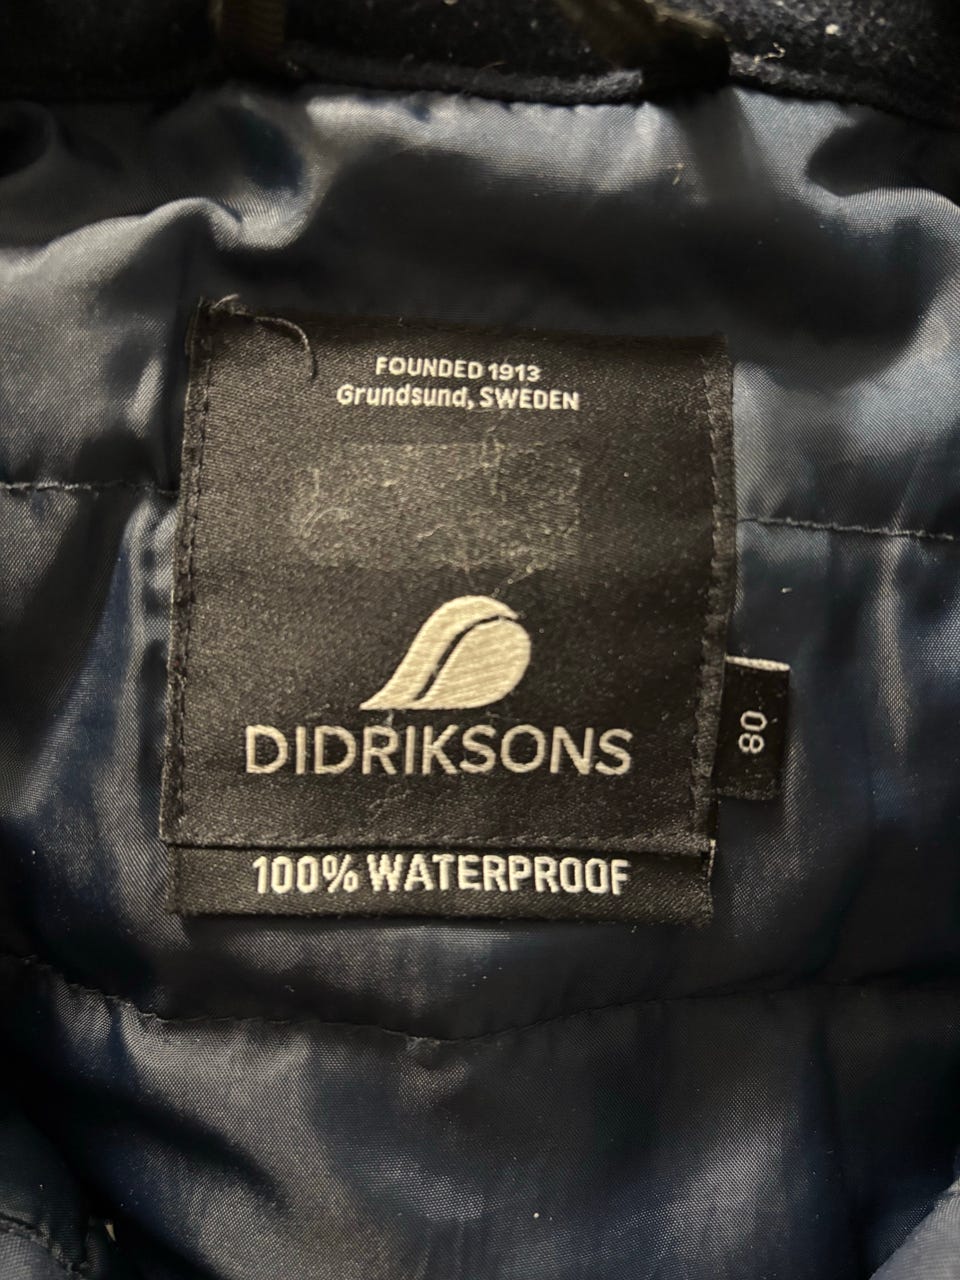 FOUNDED 1913
Grundsund, SWEDEN
DIDRIKSONS
80
100% WATERPROOF